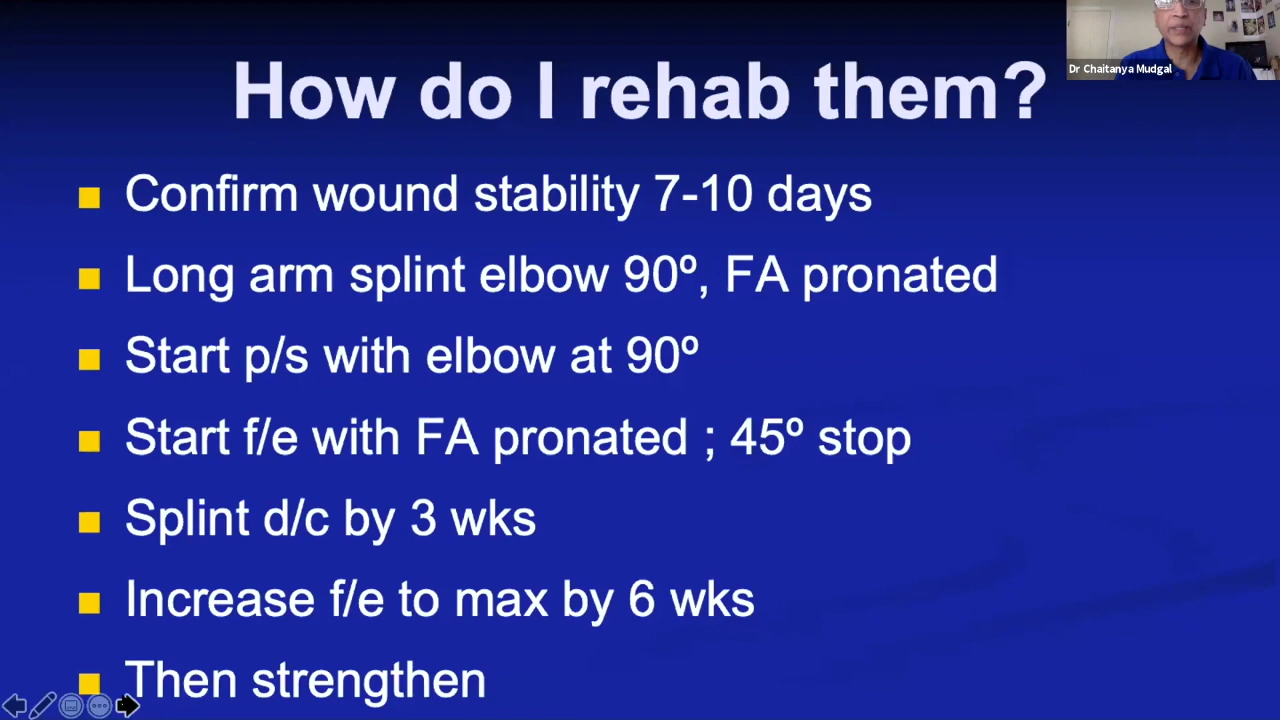 Dr Chaitanya Mudgal
How do I rehab them?
Confirm wound stability 7-10 days
Long arm splint elbow 90º, FA pronated
Start p/s with elbow at 90º
Start f/e with FA pronated ; 45º stop
Splint d/c by 3 wks
Increase f/e to max by 6 wks
Then strengthen